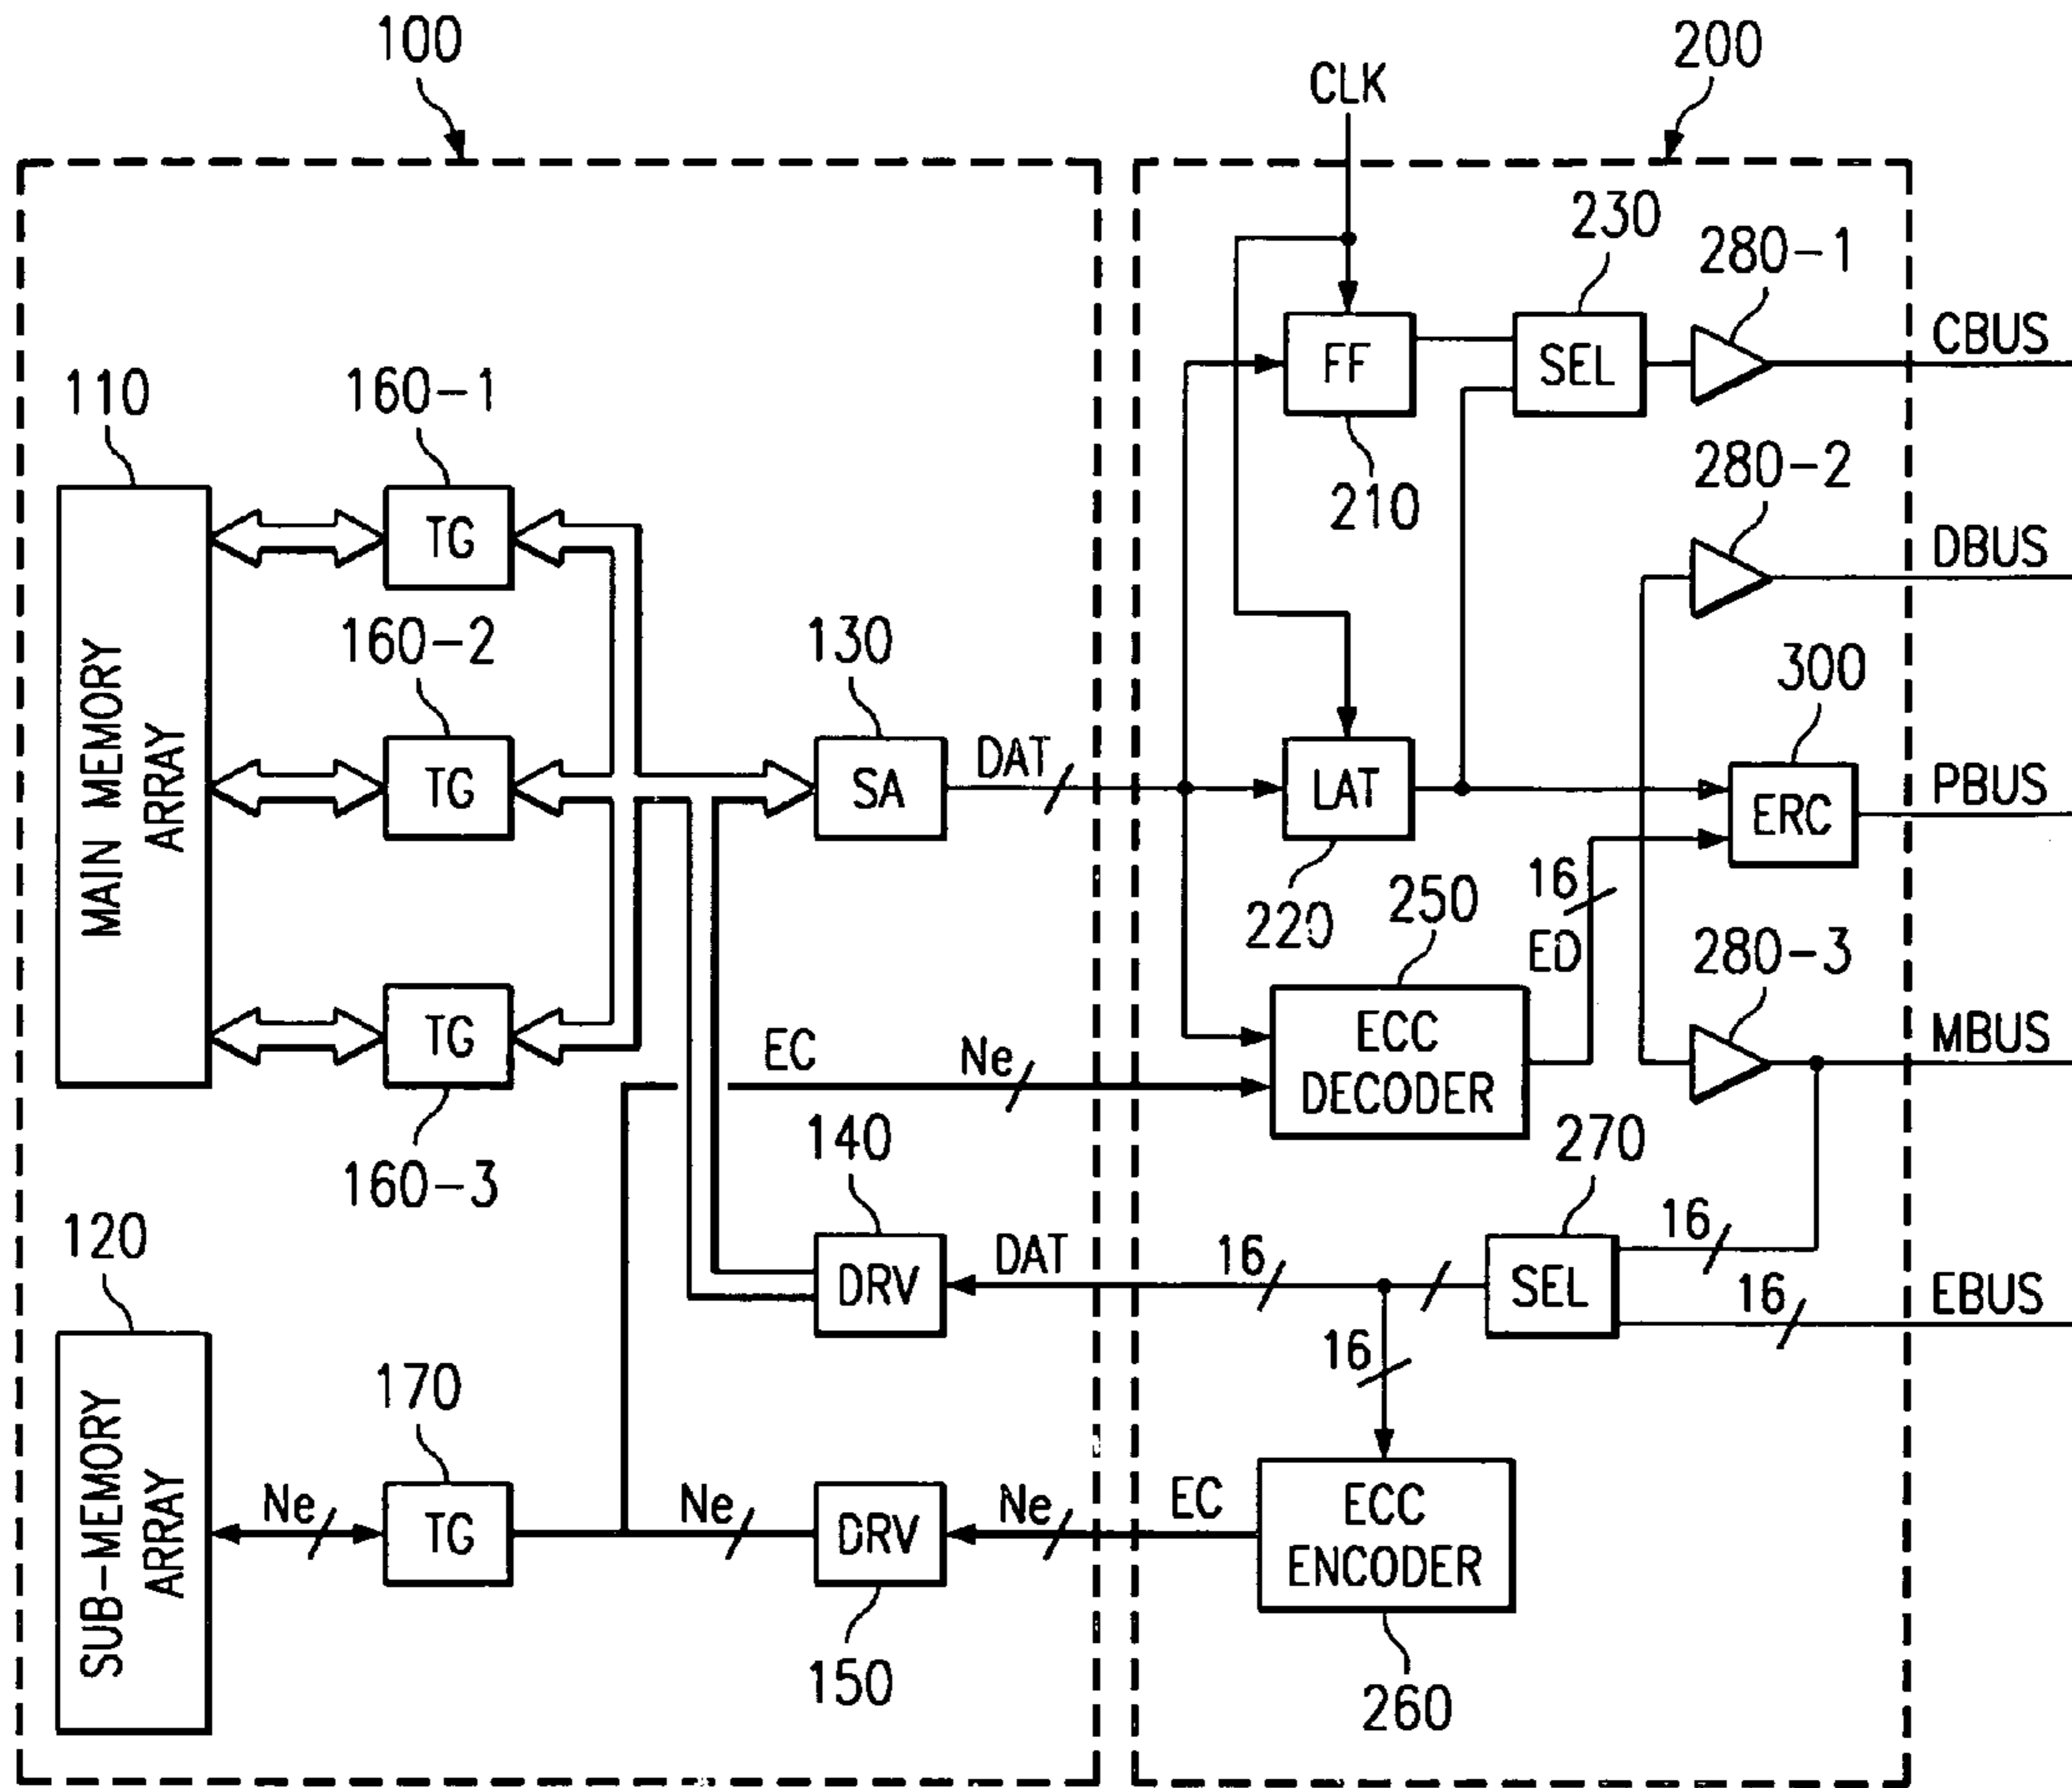 100
200
CLK
230
280-1
CBUS
FF
SEL
110
160-1
210
280-2
DBUS
TG
MAIN MEMORY
ARRAY
160-2
130
300
TG
SA
DAT
LAT
ERC
PBUS
220
250
16
ED
280-3
TG
EC
Ne
ECC
DECODER
MBUS
160-3
140
270
120
DRV
DAT
16
SEL
16
16
EBUS
16
SUB-MEMORY
ARRAY
170
Ne
TG
Ne
DRV
Ne
EC
ECC
ENCODER
150
260